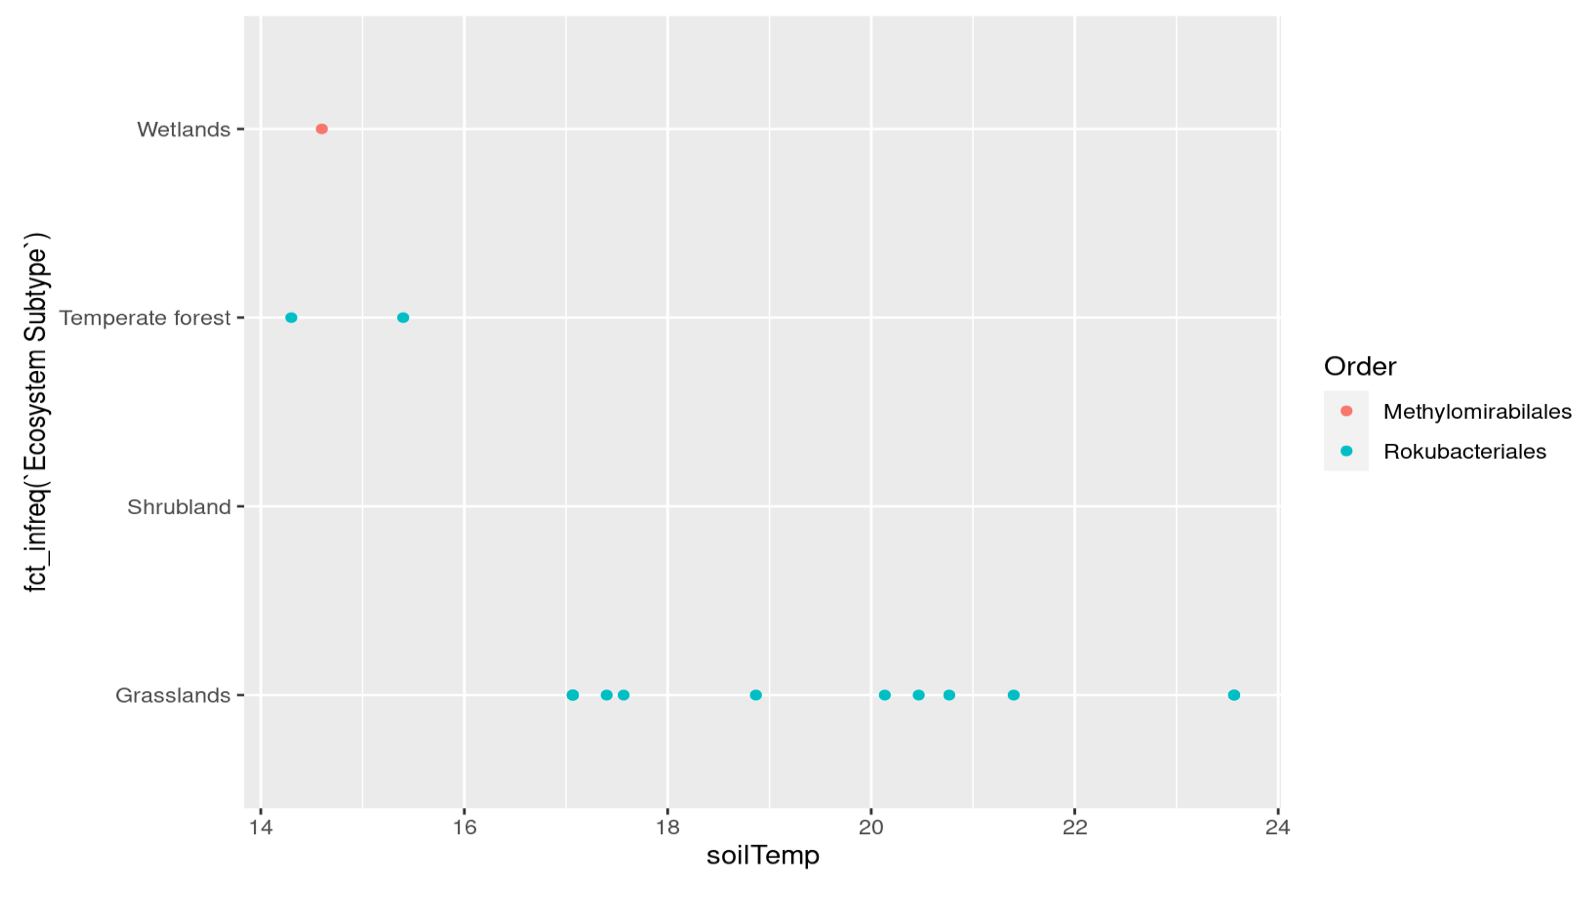 Wetlands
Temperate forest
Shrubland
Grasslands
fct_infreq(`Ecosystem Subtype`)
14 16 18 20 22 24
soilTemp
Order
Methylomirabilales
Rokubacteriales